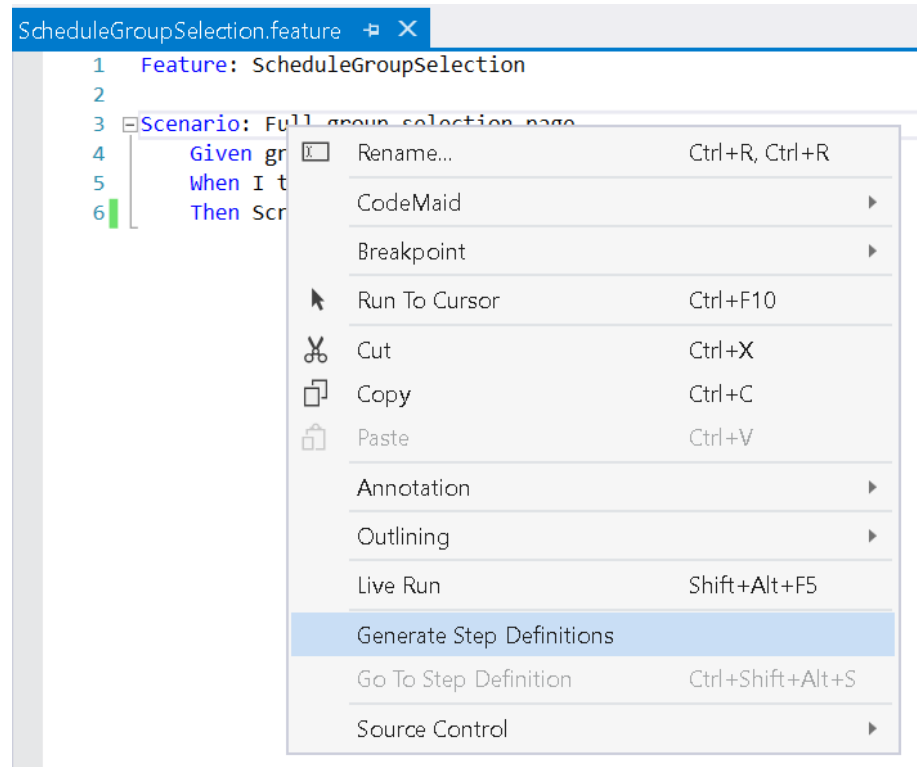 ScheduleGroupSelection.feature
1 Feature: ScheduleGroupSelection
2
3 Scenario: Full group selection page
4 Given gr
5 When I t
6 Then Scr
Rename... Ctrl+R, Ctrl+R
CodeMaid
Breakpoint
Run To Cursor Ctrl+F10
Cut Ctrl+X
Copy Ctrl+C
Paste Ctrl+V
Annotation
Outlining
Live Run Shift+Alt+F5
Generate Step Definitions
Go To Step Definition Ctrl+Shift+Alt+S
Source Control